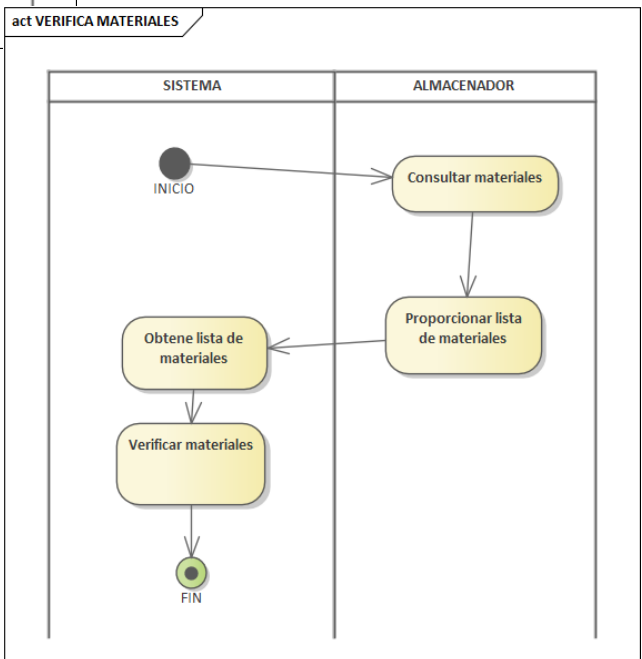 act VERIFICA MATERIALES
SISTEMA
ALMACENADOR
INICIO
Consultar materiales
Proporcionar lista
de materiales
Obtene lista de
materiales
Verificar materiales
FIN